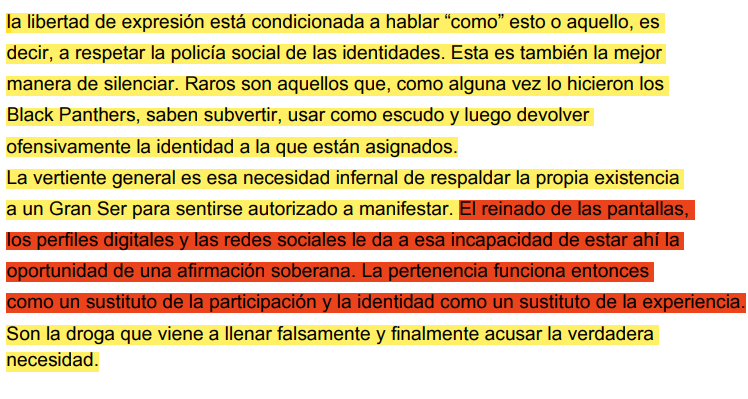 la libertad de expresión está condicionada a hablar “como” esto o aquello, es
decir, a respetar la policía social de las identidades. Esta es también la mejor
manera de silenciar. Raros son aquellos que, como alguna vez lo hicieron los
Black Panthers, saben subvertir, usar como escudo y luego devolver
ofensivamente la identidad a la que están asignados.
La vertiente general es esa necesidad infernal de respaldar la propia existencia
a un Gran Ser para sentirse autorizado a manifestar. El reinado de las pantallas,
los perfiles digitales y las redes sociales le da a esa incapacidad de estar ahí la
oportunidad de una afirmación soberana. La pertenencia funciona entonces
como un sustituto de la participación y la identidad como un sustituto de la experiencia.
Son la droga que viene a llenar falsamente y finalmente acusar la verdadera
necesidad.